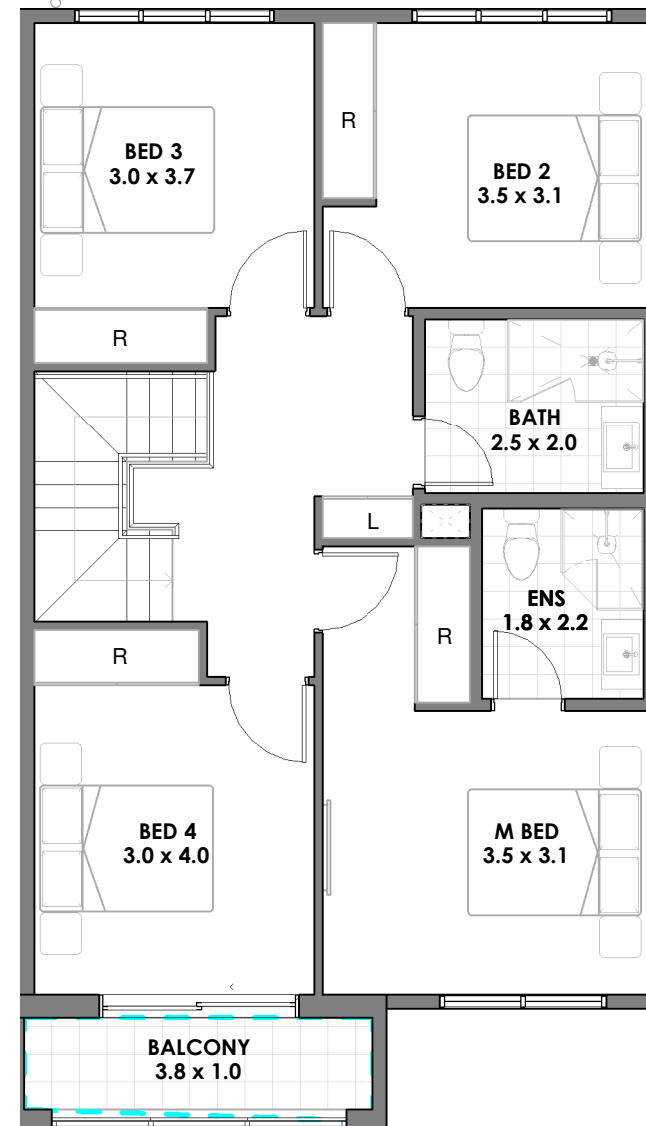 BED 3
3.0 x 3.7
R
BED 2
3.5 x 3.1
R
BATH
2.5 x 2.0
L
ENS
1.8 x 2.2
R
R
BED 4
3.0 x 4.0
M BED
3.5 x 3.1
BALCONY
3.8 x 1.0